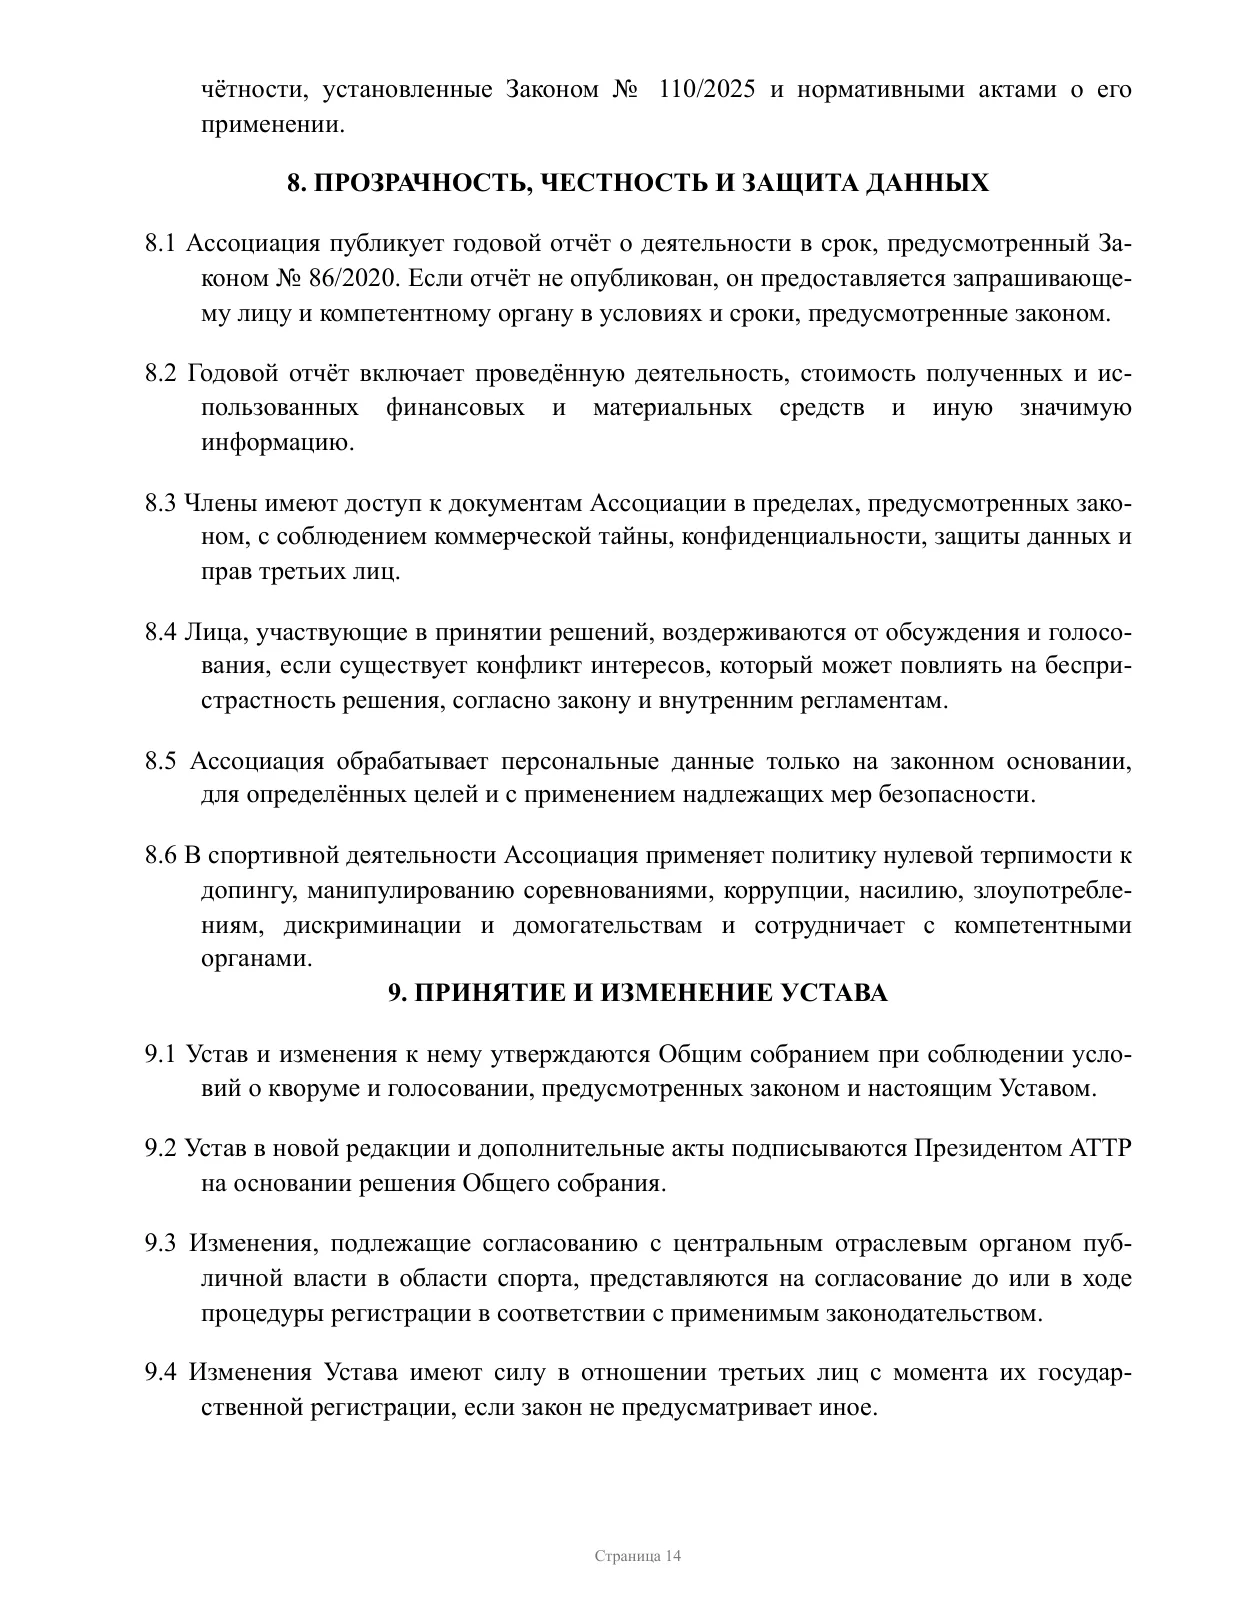 чётности, установленные Законом № 110/2025 и нормативными актами о его
применении.
8. ПРОЗРАЧНОСТЬ, ЧЕСТНОСТЬ И ЗАЩИТА ДАННЫХ
8.1 Ассоциация публикует годовой отчёт о деятельности в срок, предусмотренный За-
коном № 86/2020. Если отчёт не опубликован, он предоставляется запрашивающе-
му лицу и компетентному органу в условиях и сроки, предусмотренные законом.
8.2 Годовой отчёт включает проведённую деятельность, стоимость полученных и ис-
пользованных финансовых и материальных средств и иную значимую
информацию.
8.3 Члены имеют доступ к документам Ассоциации в пределах, предусмотренных зако-
ном, с соблюдением коммерческой тайны, конфиденциальности, защиты данных и
прав третьих лиц.
8.4 Лица, участвующие в принятии решений, воздерживаются от обсуждения и голосо-
вания, если существует конфликт интересов, который может повлиять на беспри-
страстность решения, согласно закону и внутренним регламентам.
8.5 Ассоциация обрабатывает персональные данные только на законном основании,
для определённых целей и с применением надлежащих мер безопасности.
8.6 В спортивной деятельности Ассоциация применяет политику нулевой терпимости к
допингу, манипулированию соревнованиями, коррупции, насилию, злоупотребле-
ниям, дискриминации и домогательствам и сотрудничает с компетентными
органами.
9. ПРИНЯТИЕ И ИЗМЕНЕНИЕ УСТАВА
9.1 Устав и изменения к нему утверждаются Общим собранием при соблюдении усло-
вий о кворуме и голосовании, предусмотренных законом и настоящим Уставом.
9.2 Устав в новой редакции и дополнительные акты подписываются Президентом АТТР
на основании решения Общего собрания.
9.3 Изменения, подлежащие согласованию с центральным отраслевым органом пуб-
личной власти в области спорта, представляются на согласование до или в ходе
процедуры регистрации в соответствии с применимым законодательством.
9.4 Изменения Устава имеют силу в отношении третьих лиц с момента их государ-
ственной регистрации, если закон не предусматривает иное.
Страница 14